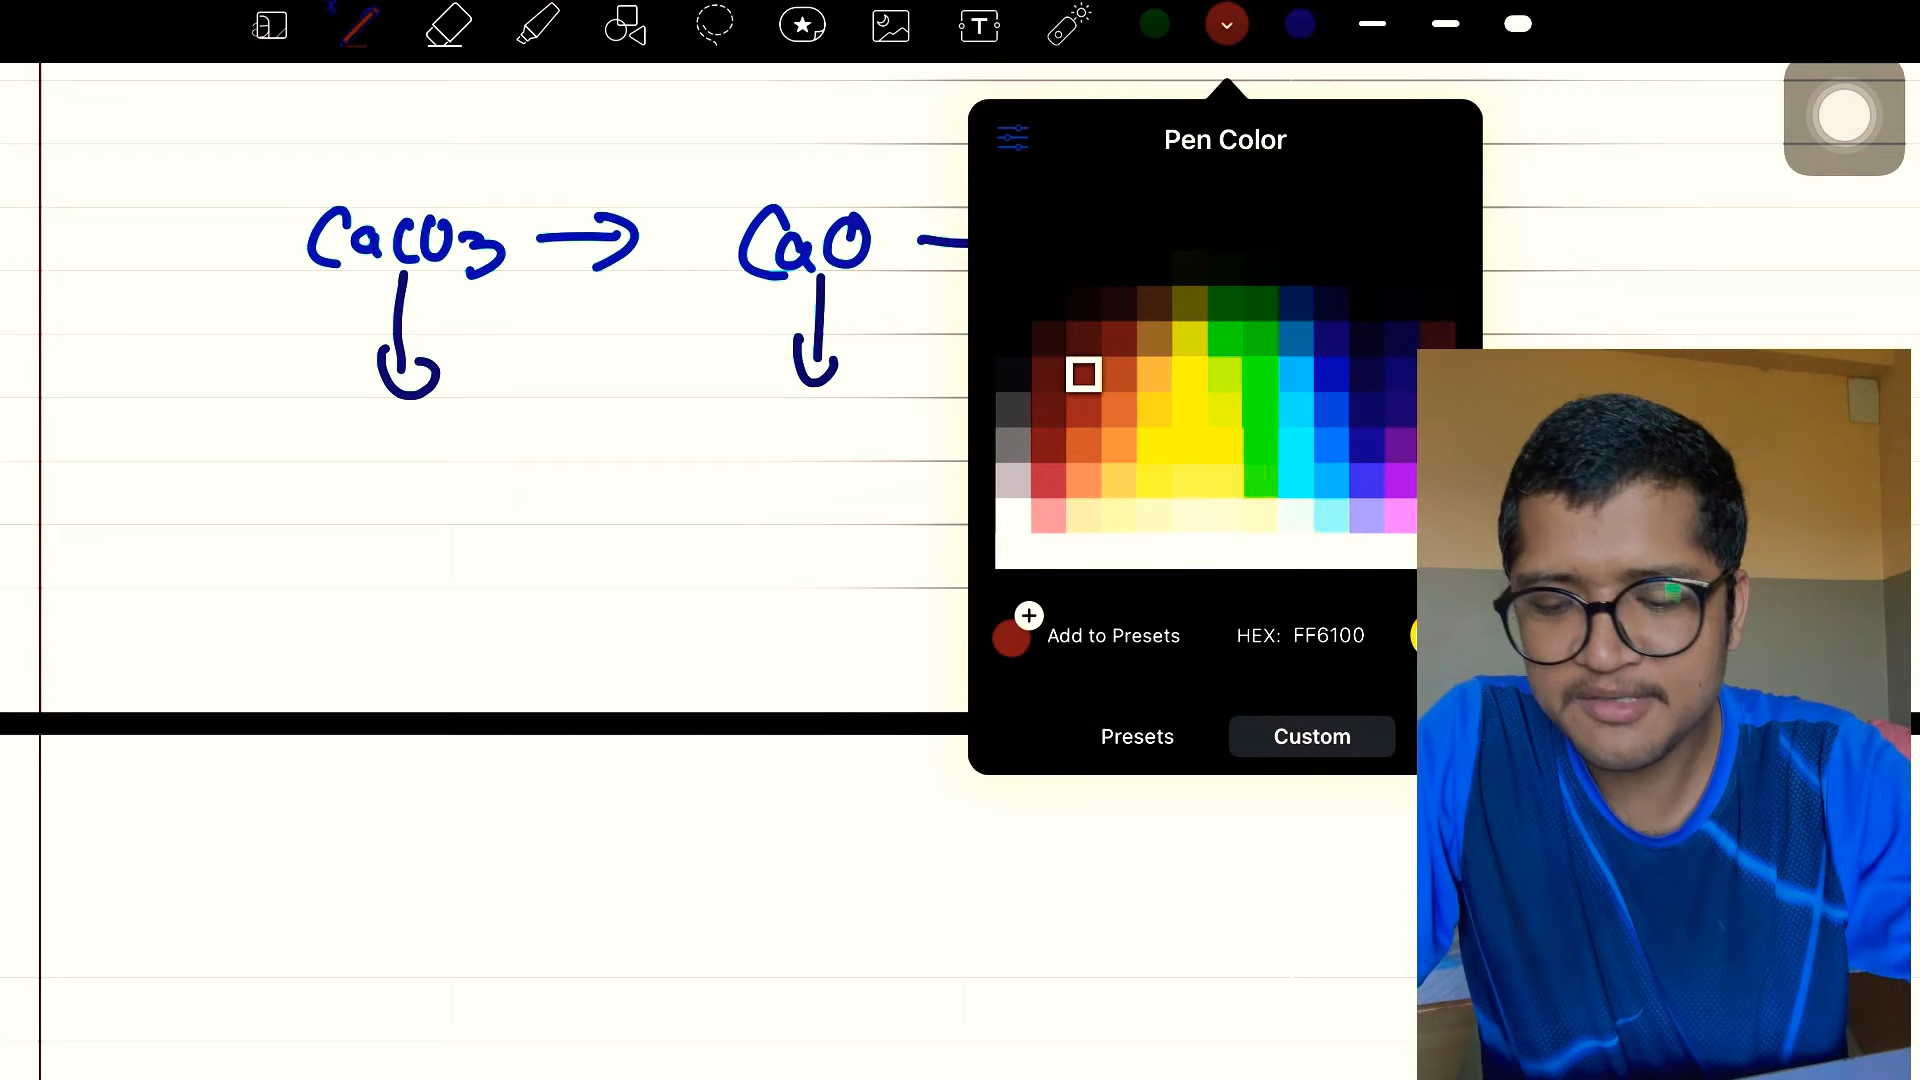 T
Pen Color
CaCO3 → CaO
Add to Presets HEX: FF6100
Presets Custom